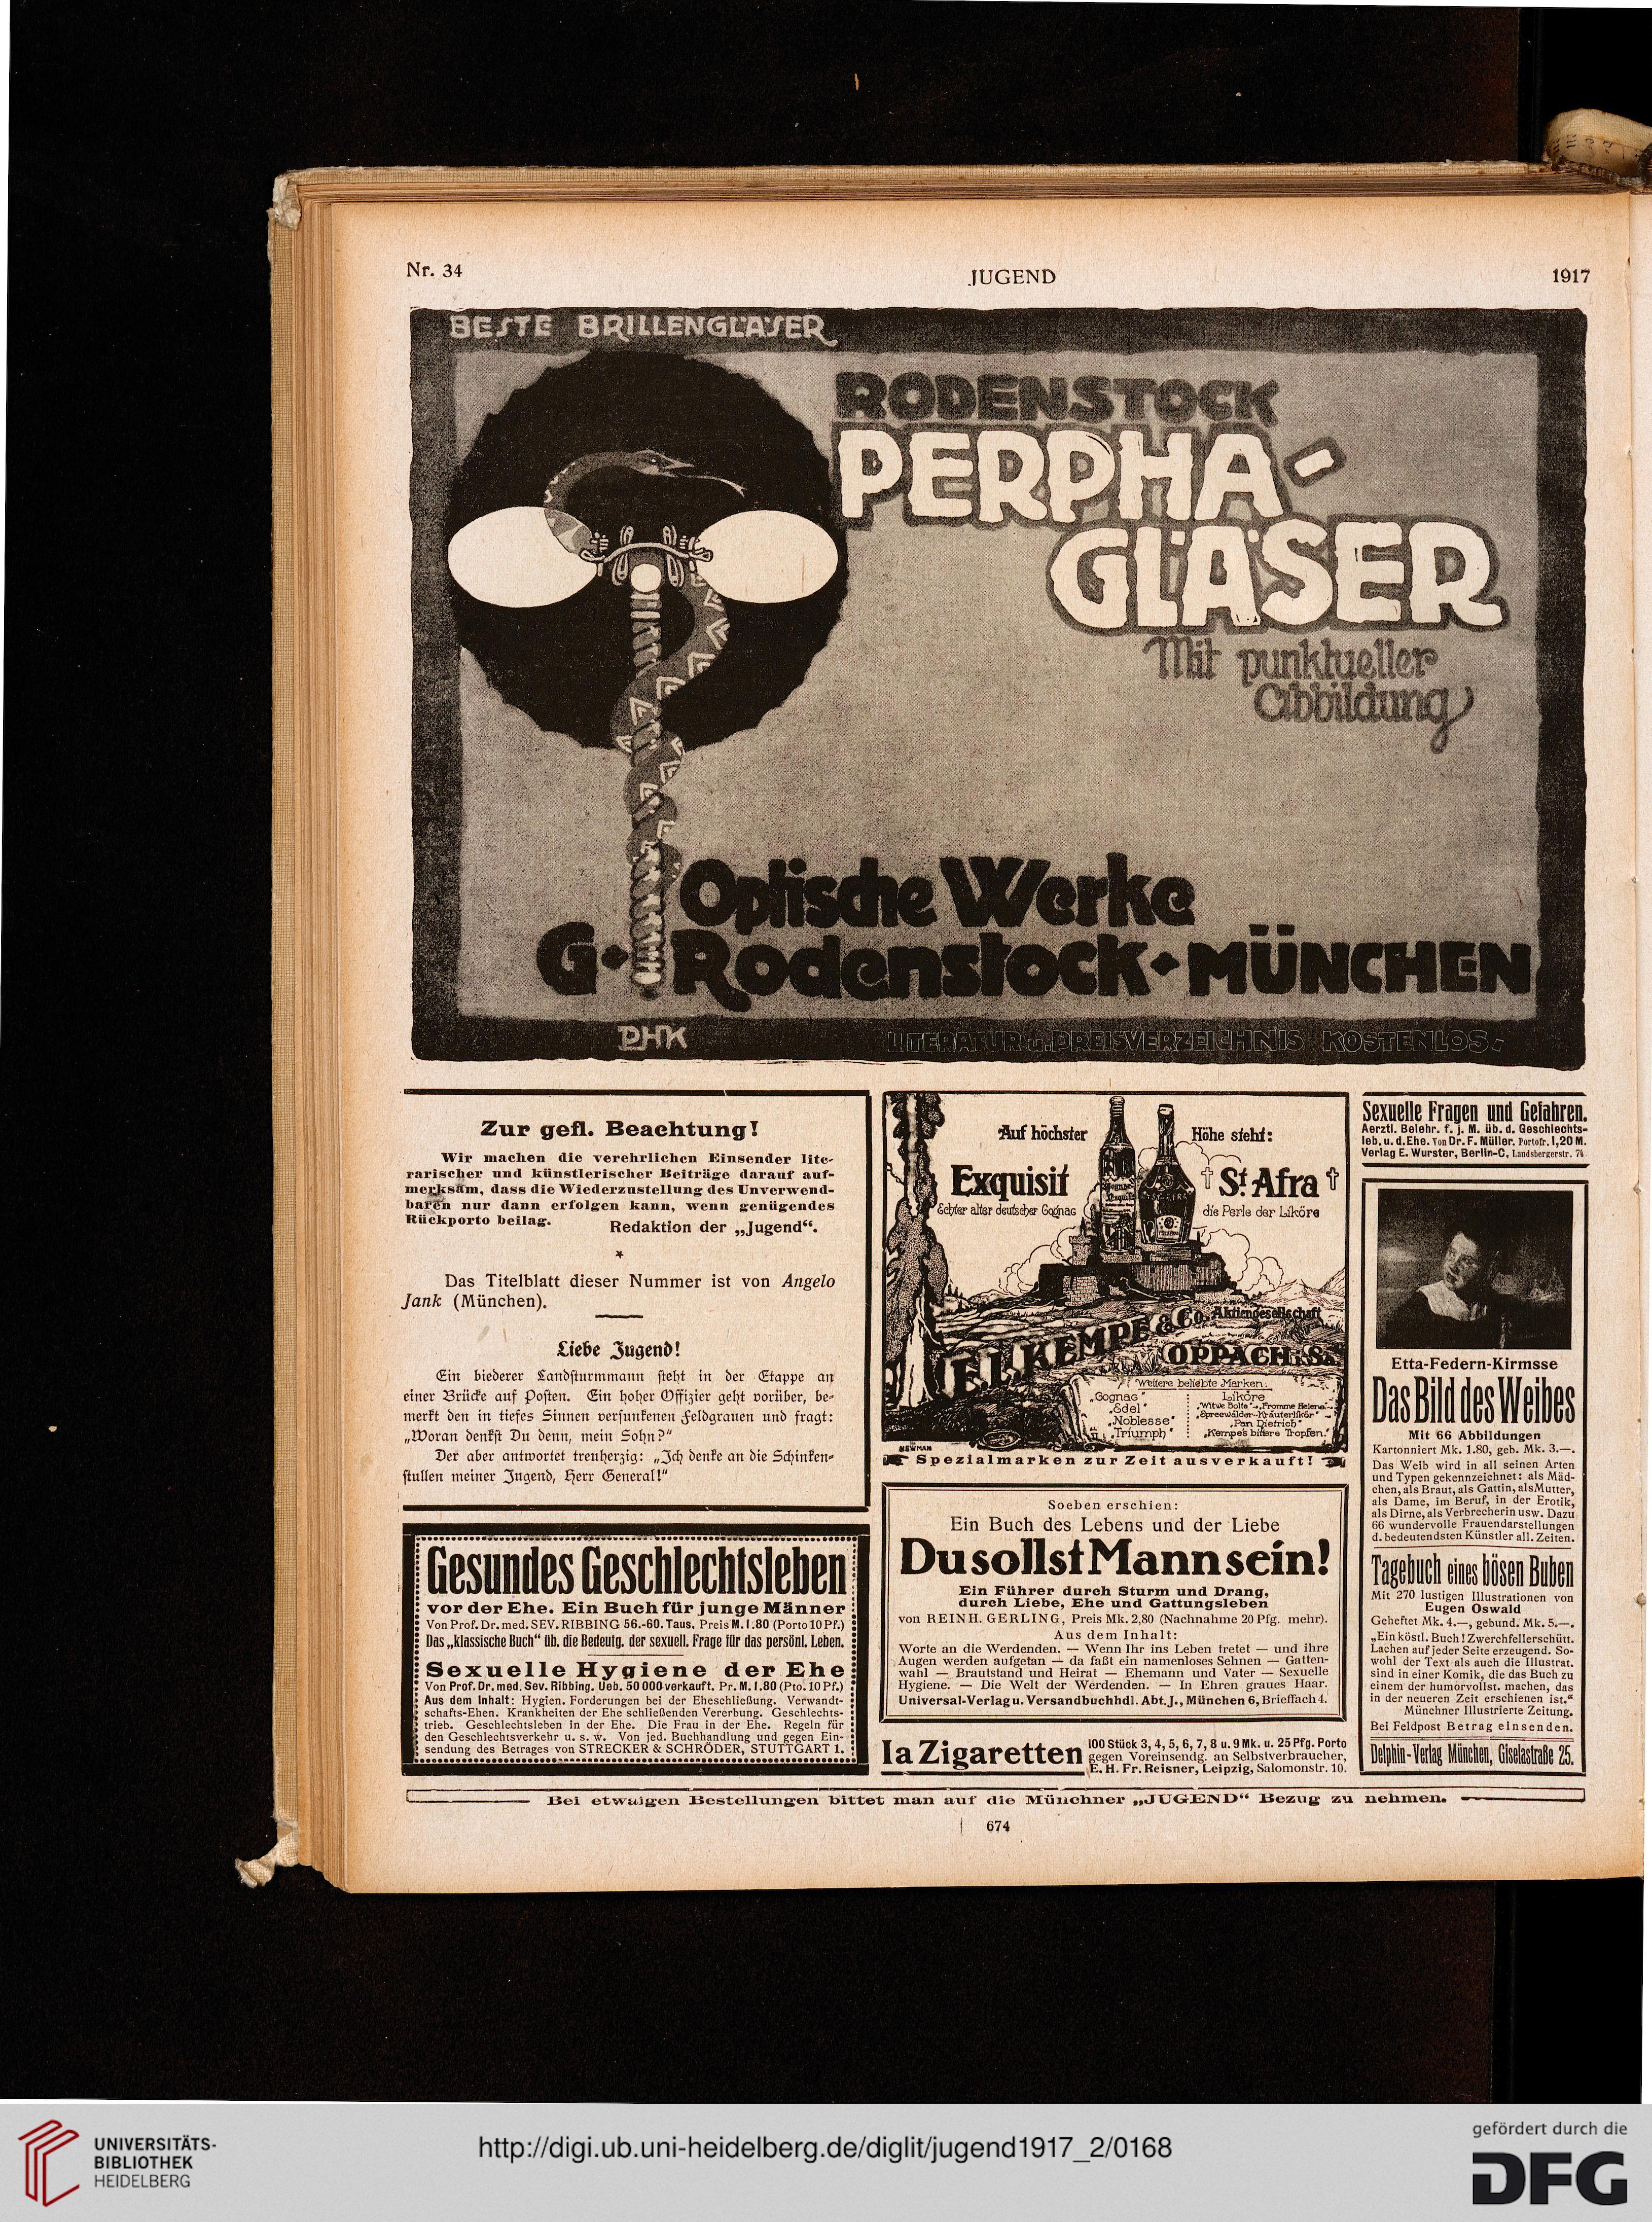 Nr. 34
JUGEND
1917
BESTE BRILLENGLÄSER
RODENSTOCK
PERPHA-
GLÄSER
Mit punktueller
Abbildung
Optische Werke
G. Rodenstock · MÜNCHEN
PHK
LITERATUR u. PREISVERZEICHNIS KOSTENLOS.
Zur gefl. Beachtung!
Wir machen die verehrlichen Einsender lite-
rarischer und künstlerischer Beiträge darauf auf-
merksam, dass die Wiederzustellung des Unverwend-
baren nur dann erfolgen kann, wenn genügendes
Rückporto beilag.
Redaktion der „Jugend“.
*
Das Titelblatt dieser Nummer ist von Angelo
Jank (München).
Liebe Jugend!
Ein biederer Landsturmmann steht in der Etappe an
einer Brücke auf Posten. Ein hoher Offizier geht vorüber, be-
merkt den in tiefes Sinnen versunkenen Feldgrauen und fragt:
„Woran denkst Du denn, mein Sohn?“
Der aber antwortet treuherzig: „Ich denke an die Schinken-
stullen meiner Jugend, Herr General!“
Gesundes Geschlechtsleben
vor der Ehe. Ein Buch für junge Männer
Von Prof. Dr. med. SEV. RIBBING 56.-60. Taus. Preis M. 1.80 (Porto 10 Pf.)
Das „klassische Buch“ üb. die Bedeutg. der sexuell. Frage für das persönl. Leben.
Sexuelle Hygiene der Ehe
Von Prof. Dr. med. Sev. Ribbing. Ueb. 50 000 verkauft. Pr. M. 1.80 (Pto. 10 Pf.)
Aus dem Inhalt: Hygien. Forderungen bei der Eheschließung. Verwandt-
schafts-Ehen. Krankheiten der Ehe schließenden Vererbung. Geschlechts-
trieb. Geschlechtsleben in der Ehe. Die Frau in der Ehe. Regeln für
den Geschlechtsverkehr u. s. w. Von jed. Buchhandlung und gegen Ein-
sendung des Betrages von STRECKER & SCHRÖDER, STUTTGART 1.
Auf höchster
Höhe steht:
Exquisit
Echter alter deutscher Cognac
† St. Afra †
die Perle der Liköre
E.L. KEMPE & Co. Aktiengesellschaft
OPPACH i. Sa.
Weitere beliebte Marken:
Cognac
„Edel“
„Noblesse“
„Triumph“
Liköre
„Witwe Bolte“ - „Fromme Helene“ -
„Spreewälder-Kräuterlikör“ -
„Pan Dietrich“
„Kempe's bittere Tropfen.“
NEWMAN
Spezialmarken zur Zeit ausverkauft!
Soeben erschien:
Ein Buch des Lebens und der Liebe
Du sollst Mann sein!
Ein Führer durch Sturm und Drang,
durch Liebe, Ehe und Gattungsleben
von REINH. GERLING, Preis Mk. 2,80 (Nachnahme 20 Pfg. mehr).
Aus dem Inhalt:
Worte an die Werdenden. — Wenn Ihr ins Leben tretet — und ihre
Augen werden aufgetan — da faßt ein namenloses Sehnen — Gatten-
wahl — Brautstand und Heirat — Ehemann und Vater — Sexuelle
Hygiene. — Die Welt der Werdenden. — In Ehren graues Haar.
Universal-Verlag u. Versandbuchhdl. Abt. J., München 6, Brieffach 4.
Ia Zigaretten
100 Stück 3, 4, 5, 6, 7, 8 u. 9 Mk. u. 25 Pfg. Porto
gegen Voreinsendg. an Selbstverbraucher,
E. H. Fr. Reisner, Leipzig, Salomonstr. 10.
Sexuelle Fragen und Gefahren.
Aerztl. Belehr. f. j. M. üb. d. Geschlechts-
leb. u. d. Ehe. Von Dr. F. Müller. Portofr. 1,20 M.
Verlag E. Wurster, Berlin-C, Landsbergerstr. 74
Etta-Federn-Kirmsse
Das Bild des Weibes
Mit 66 Abbildungen
Kartonniert Mk. 1.80, geb. Mk. 3.—.
Das Weib wird in all seinen Arten
und Typen gekennzeichnet: als Mäd-
chen, als Braut, als Gattin, als Mutter,
als Dame, im Beruf, in der Erotik,
als Dirne, als Verbrecherin usw. Dazu
66 wundervolle Frauendarstellungen
d. bedeutendsten Künstler all. Zeiten.
Tagebuch eines bösen Buben
Mit 270 lustigen Illustrationen von
Eugen Oswald
Geheftet Mk. 4.—, gebund. Mk. 5.—.
„Ein köstl. Buch! Zwerchfellerschütt.
Lachen auf jeder Seite erzeugend. So-
wohl der Text als auch die Illustrat.
sind in einer Komik, die das Buch zu
einem der humorvollst. machen, das
in der neueren Zeit erschienen ist.“
Münchner Illustrierte Zeitung.
Bei Feldpost Betrag einsenden.
Delphin-Verlag München, Giselastraße 25.
Bei etwaigen Bestellungen bittet man auf die Münchner „JUGEND“ Bezug zu nehmen.
674
UNIVERSITÄTS-
BIBLIOTHEK
HEIDELBERG
http://digi.ub.uni-heidelberg.de/diglit/jugend1917_2/0168
gefördert durch die
DFG